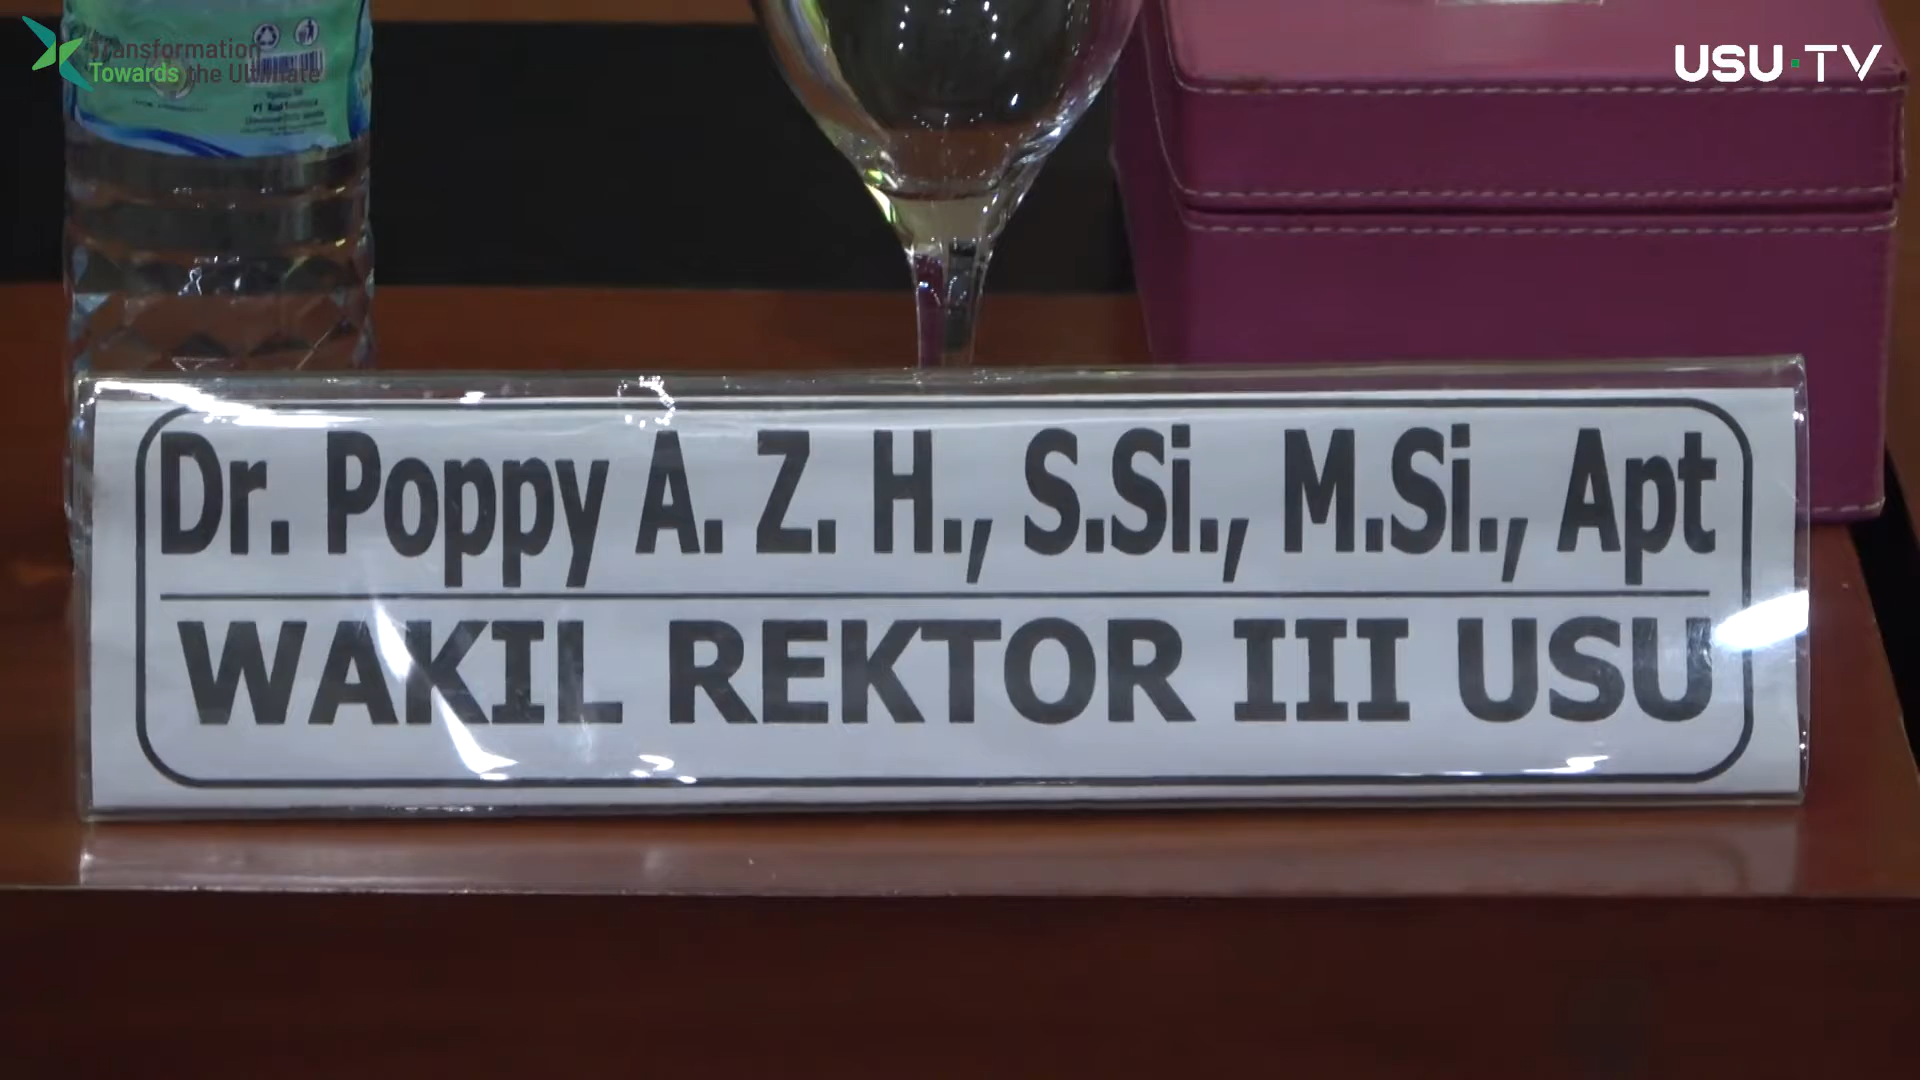 Transformation
Towards the Ultimate
USU TV
Dr. Poppy A. Z. H., S.Si., M.Si., Apt
WAKIL REKTOR III USU